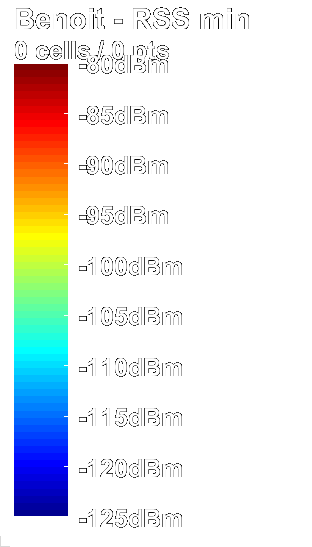 Benoit - RSS min
0 cells / 0 pts
-80dBm
-85dBm
-90dBm
-95dBm
-100dBm
-105dBm
-110dBm
-115dBm
-120dBm
-125dBm